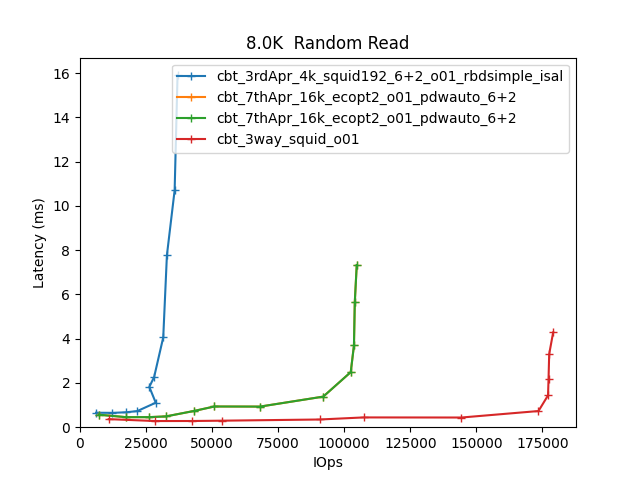 8.0K Random Read
cbt_3rdApr_4k_squid192_6+2_o01_rbdsimple_isal
cbt_7thApr_16k_ecopt2_o01_pdwauto_6+2
cbt_7thApr_16k_ecopt2_o01_pdwauto_6+2
cbt_3way_squid_o01
Latency (ms)
16
14
12
10
8
6
4
2
0
0 25000 50000 75000 100000 125000 150000 175000
IOps